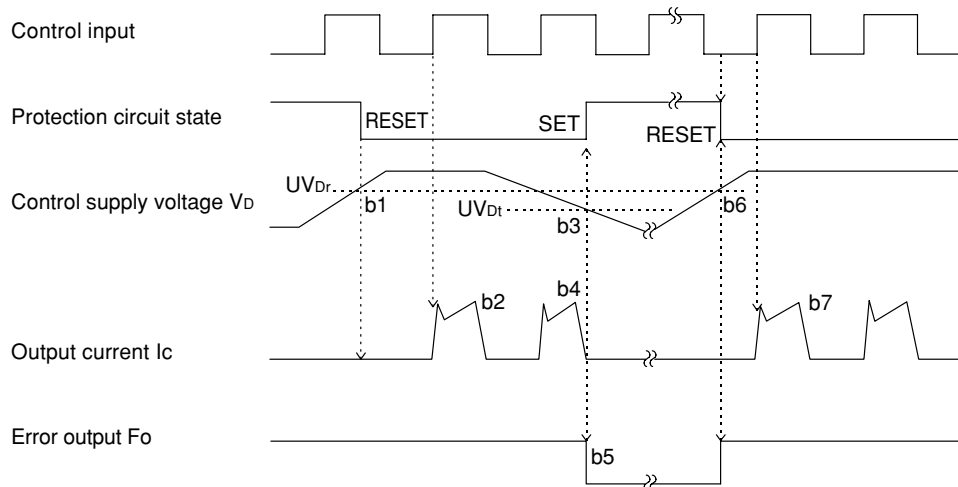 Control input
Protection circuit state
RESET
SET
RESET
Control supply voltage VD
UVDr
b1
UVDt
b3
b6
Output current Ic
b2
b4
b7
Error output Fo
b5